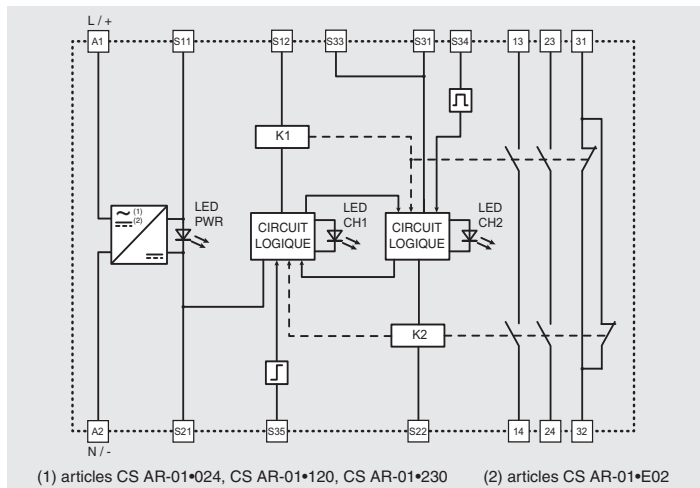 L / +
A1 S11 S12 S33 S31 S34 13 23 31
K1
(1)
(2)
LED
PWR
CIRCUIT
LOGIQUE
LED
CH1
CIRCUIT
LOGIQUE
LED
CH2
K2
A2 S21 S35 S22 14 24 32
N / -
(1) articles CS AR-01•024, CS AR-01•120, CS AR-01•230 (2) articles CS AR-01•E02